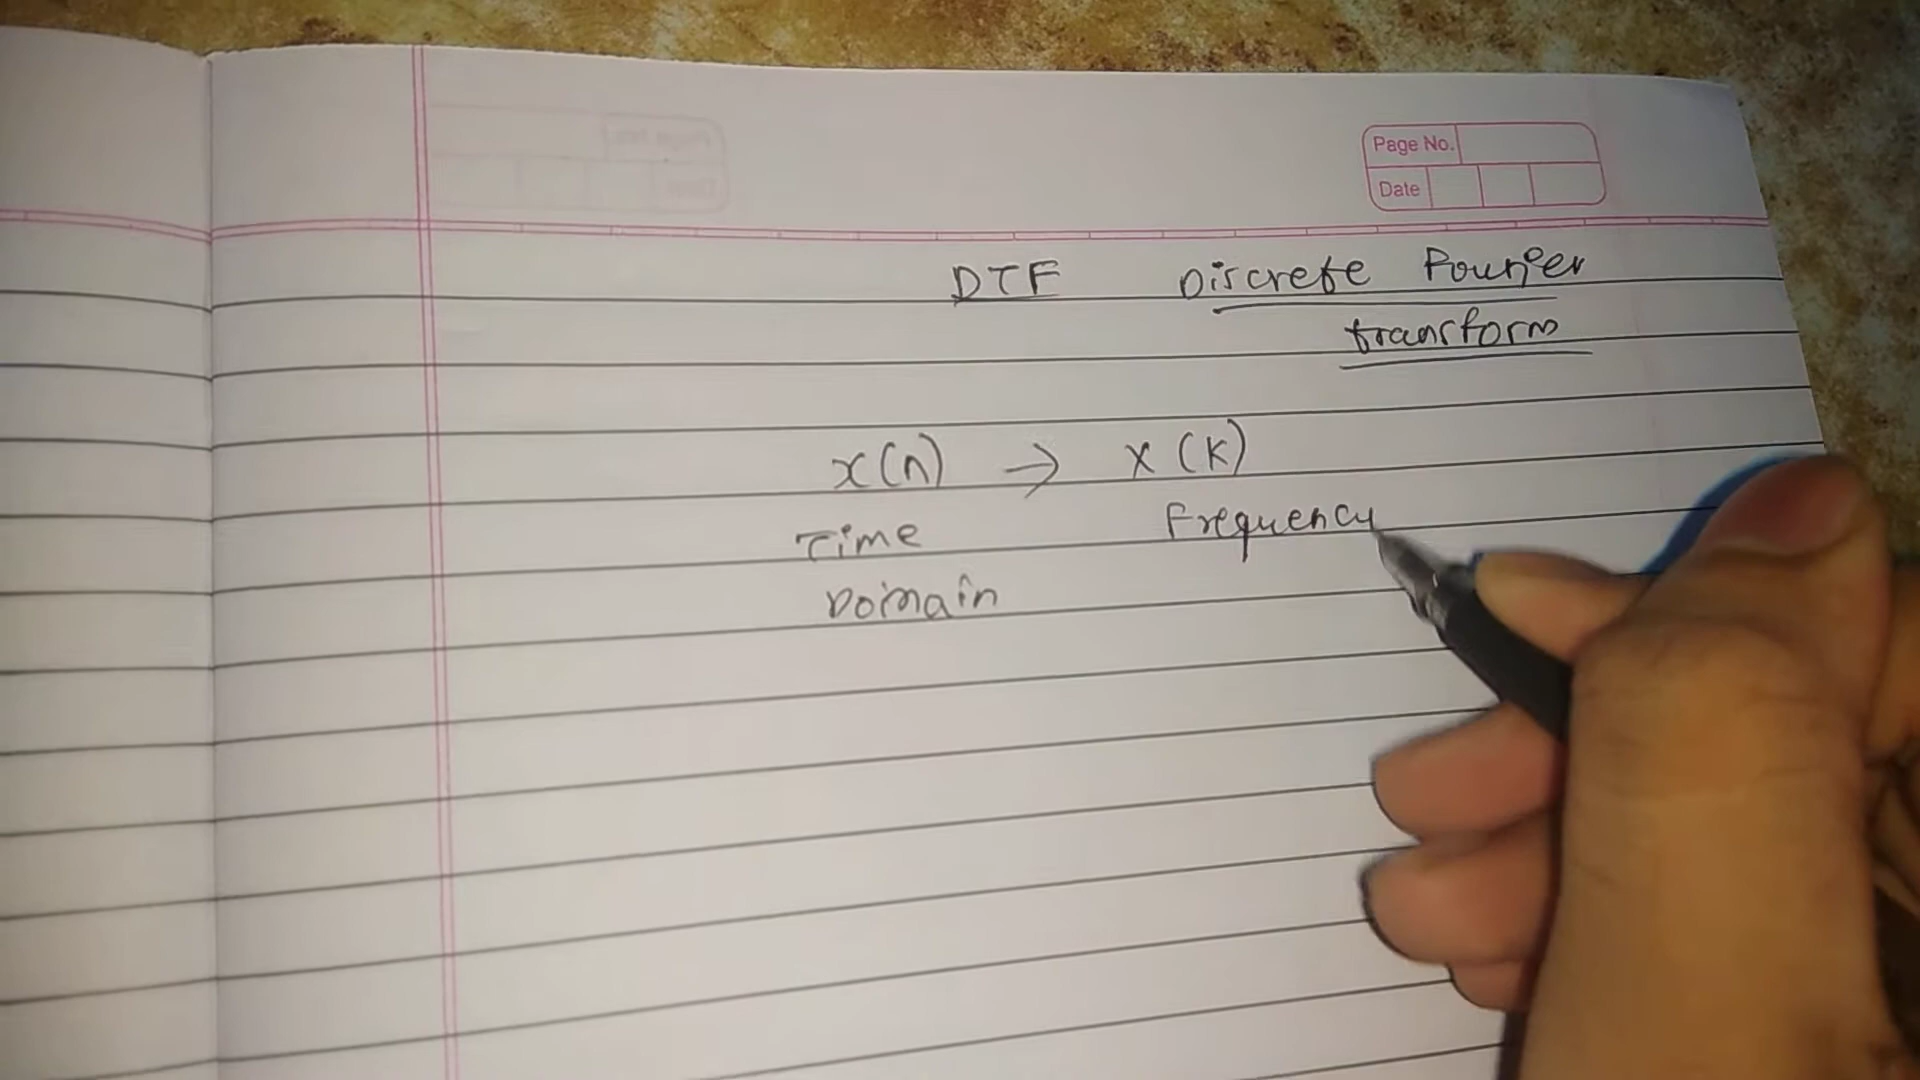 Page No.
Date
DTF Discrete Fourier
transform
x(n) → X(k)
Time Frequency
Domain